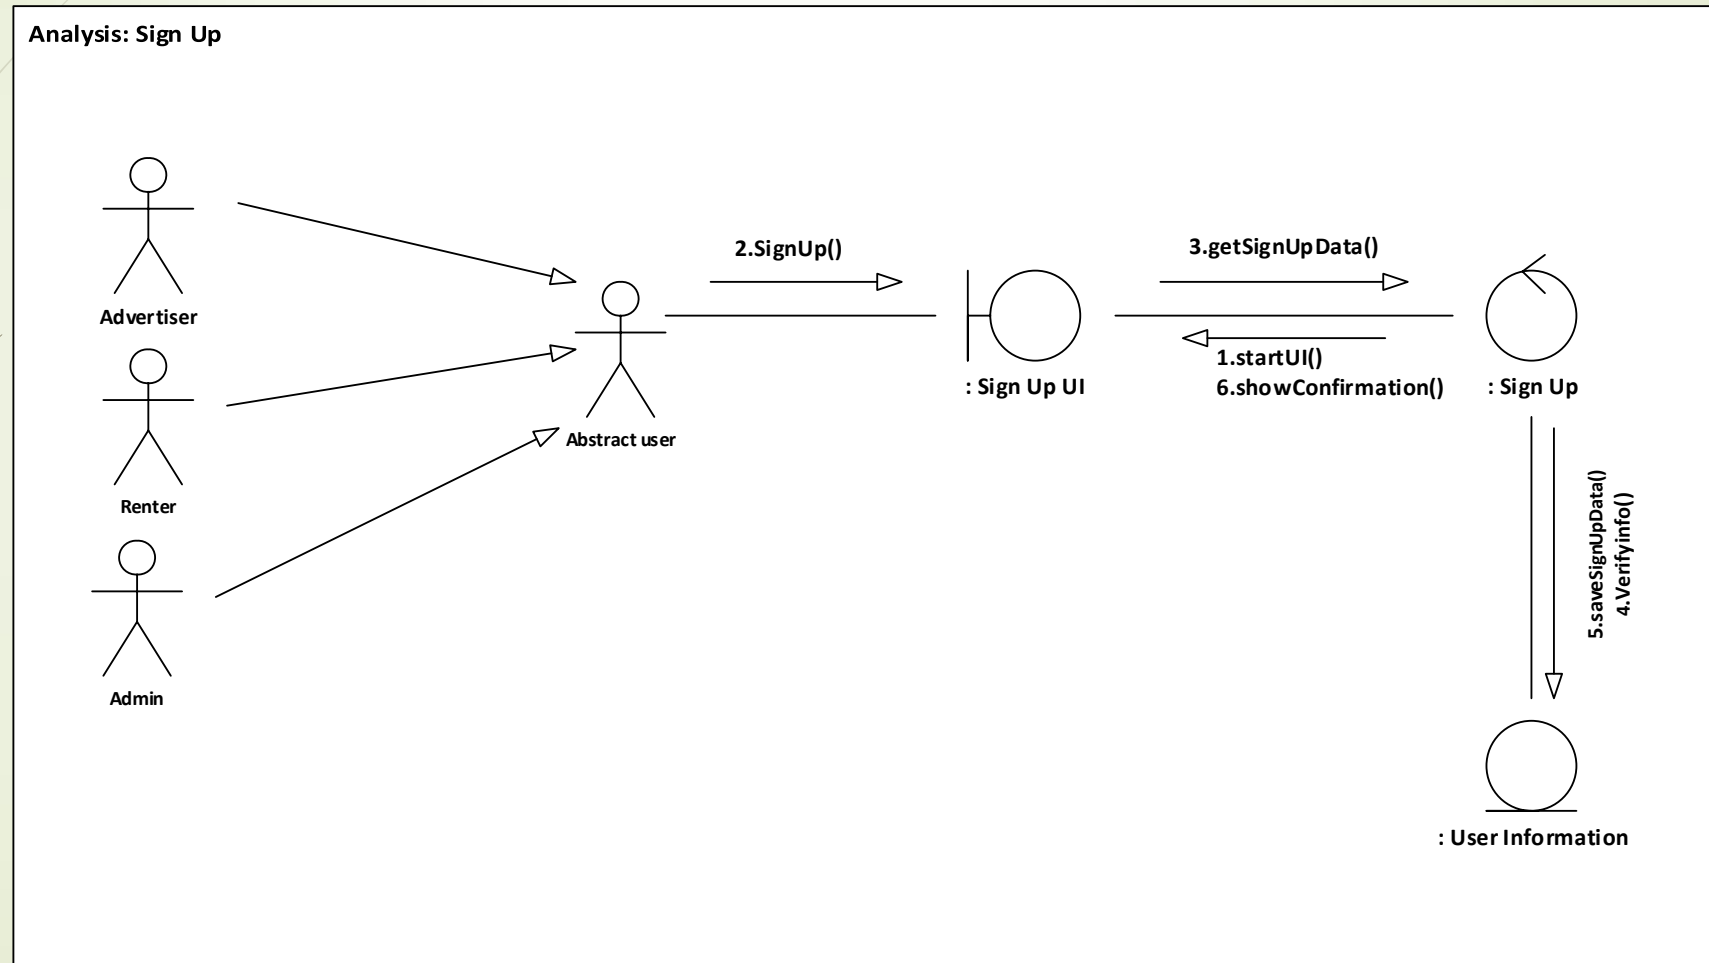 Analysis: Sign Up
Advertiser
Renter
Admin
Abstract user
2.SignUp()
: Sign Up UI
3.getSignUpData()
1.startUI()
6.showConfirmation()
: Sign Up
5.saveSignUpData()
4.Verifyinfo()
: User Information